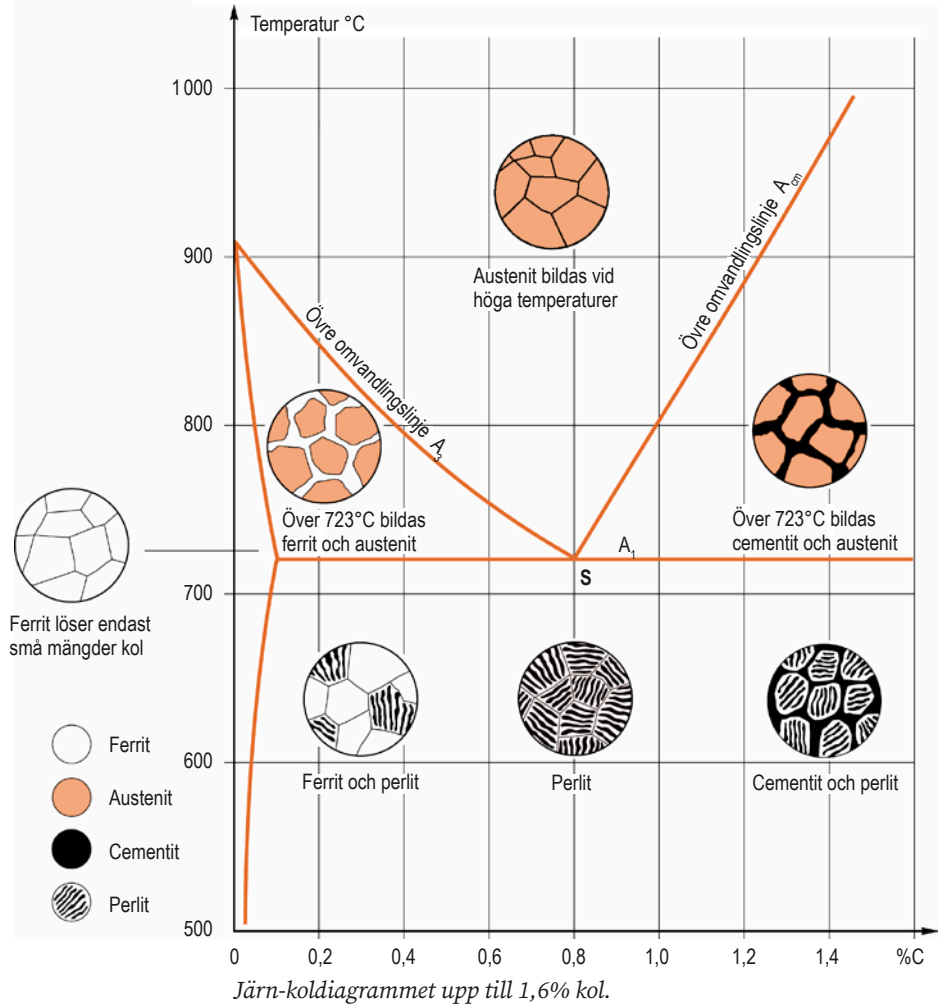 Temperatur °C
1000
900
800
700
600
500
Austenit bildas vid
höga temperaturer
Övre omvandlingslinje A3
Övre omvandlingslinje Acm
Över 723°C bildas
ferrit och austenit
Över 723°C bildas
cementit och austenit
A1
S
Ferrit löser endast
små mängder kol
Ferrit och perlit
Perlit
Cementit och perlit
Ferrit
Austenit
Cementit
Perlit
0 0,2 0,4 0,6 0,8 1,0 1,2 1,4 %C
Järn-koldiagrammet upp till 1,6% kol.